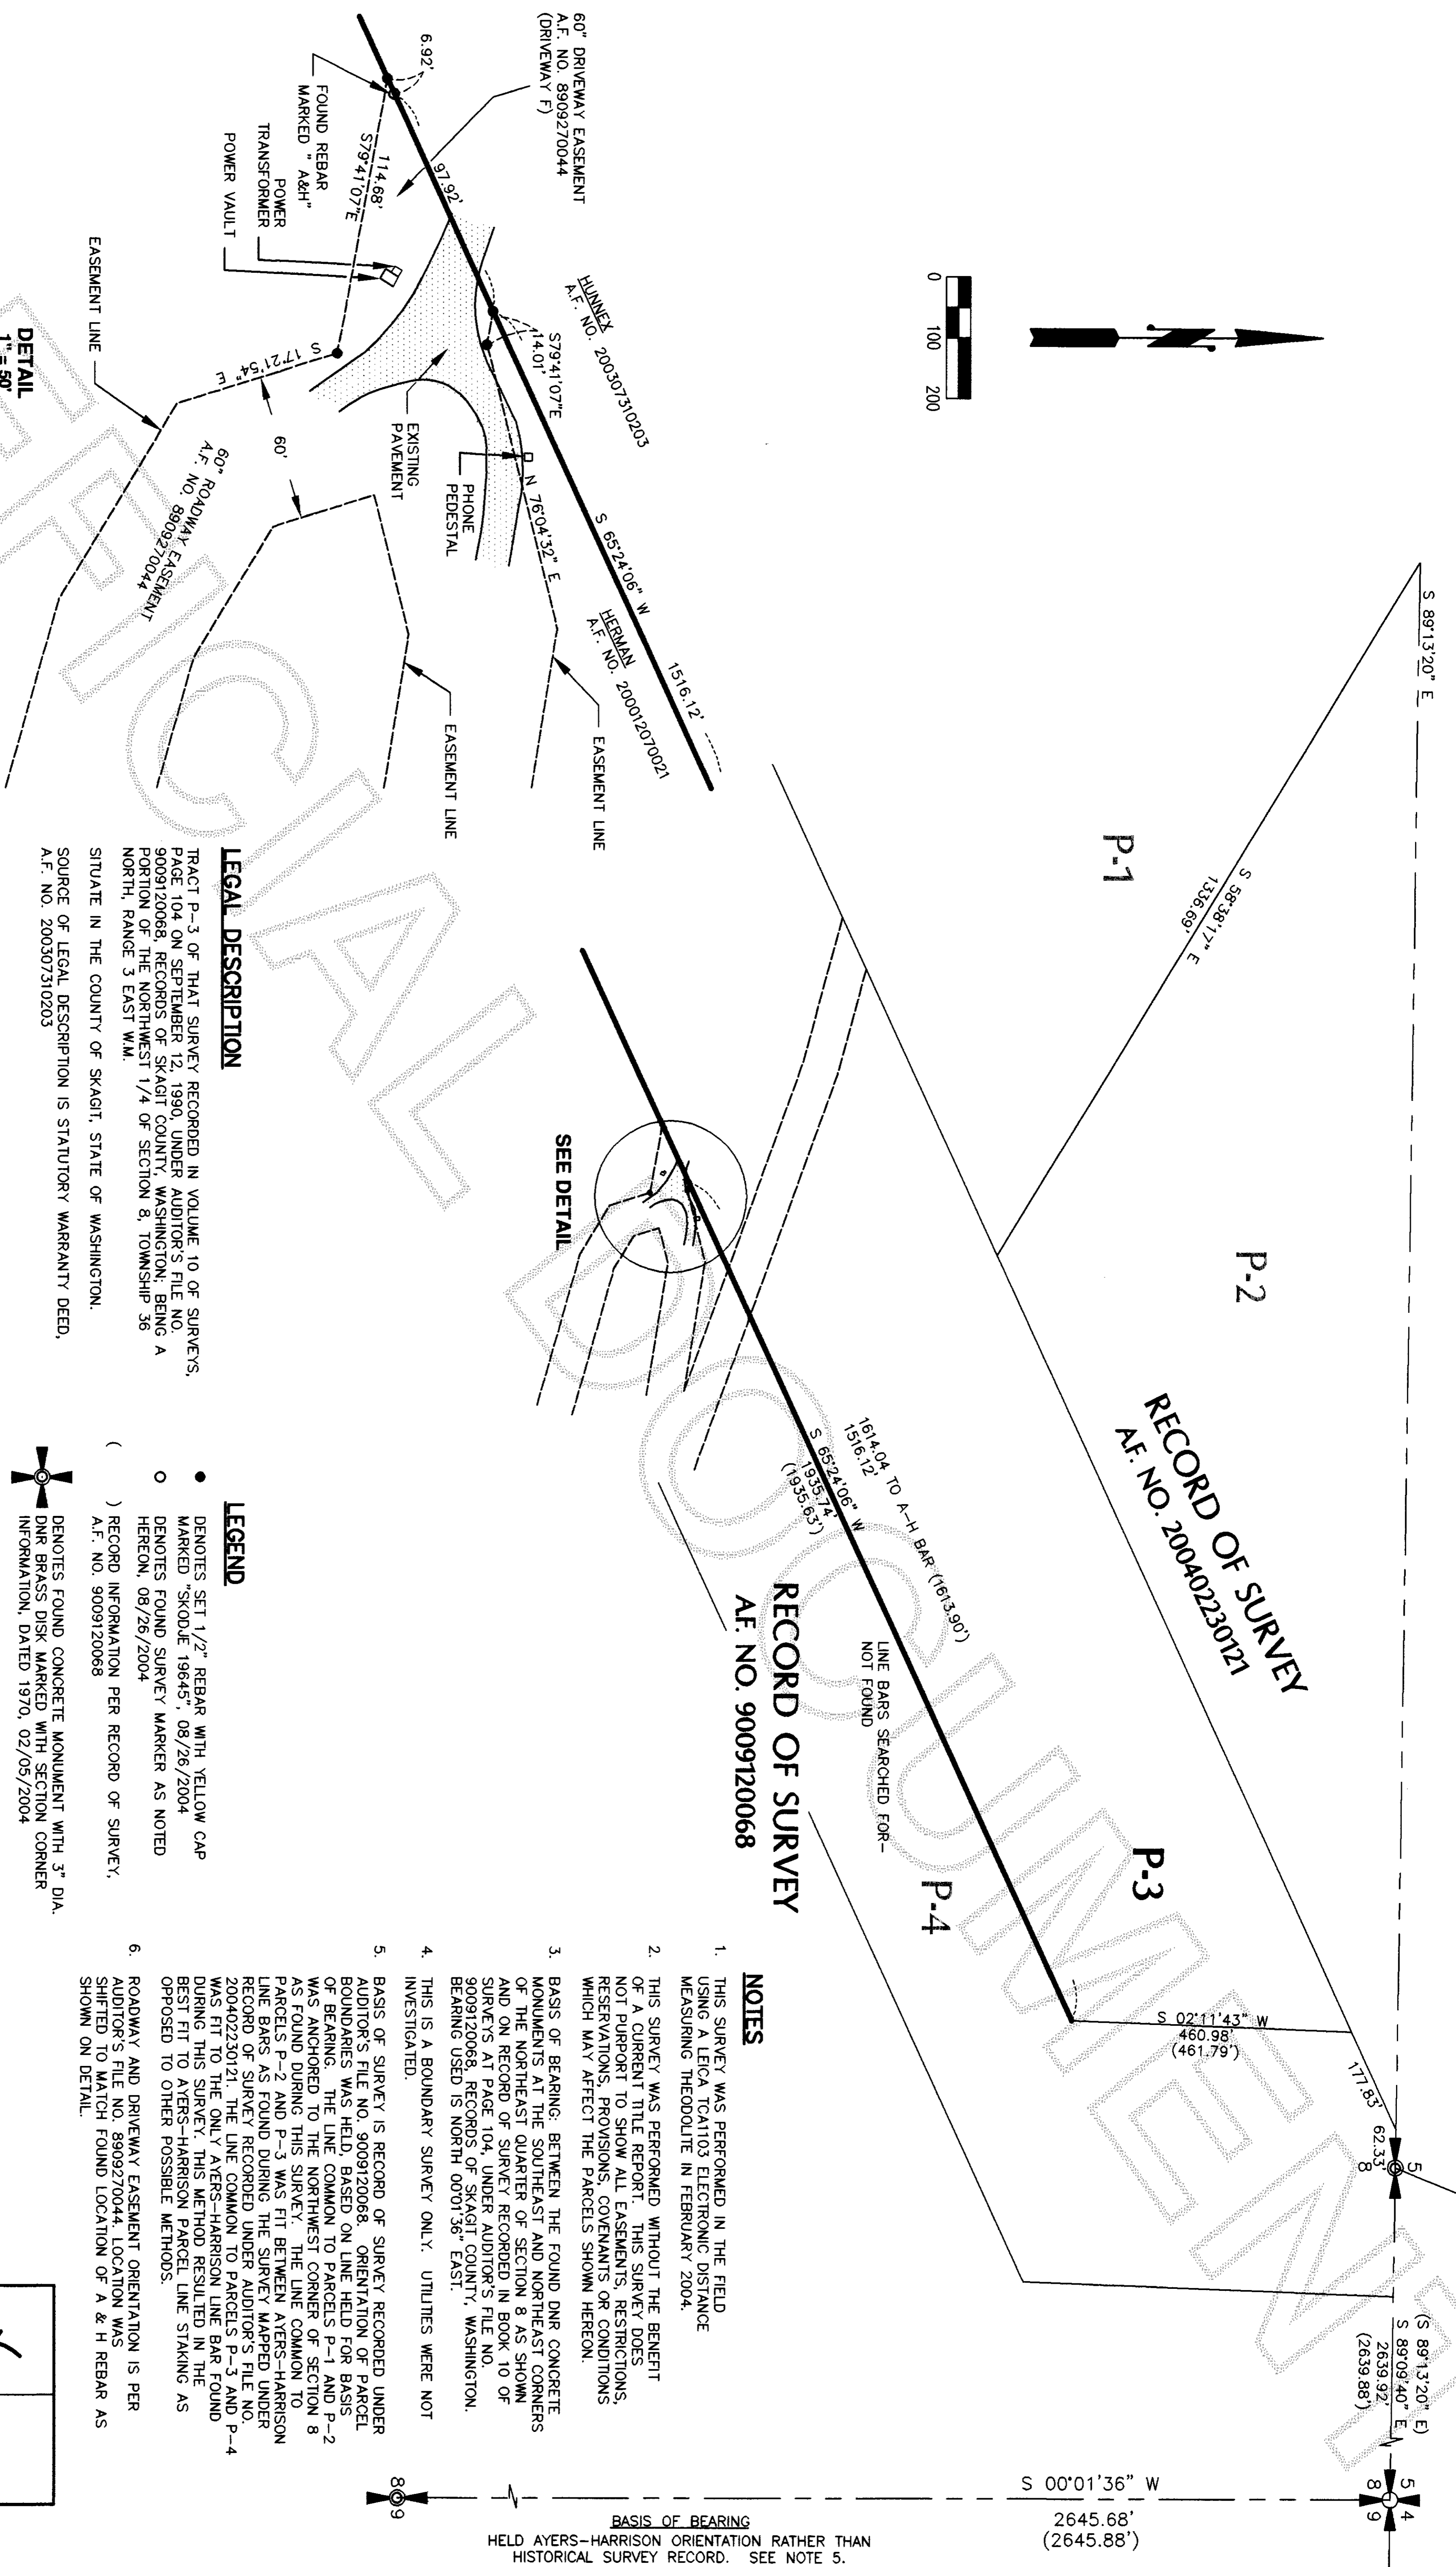 S 89°13'20" E
P-1
S 58°38'17" E
1336.69'
P-2
RECORD OF SURVEY
A.F. NO. 200402230121
P-3
P-4
S 02°11'43" W
460.98'
(461.79')
177.83'
62.33'
5
8
(S 89°13'20" E)
S 89°09'40" E
2639.92'
(2639.88')
5 4
8 9
S 00°01'36" W
2645.68'
(2645.88')
BASIS OF BEARING
HELD AYERS-HARRISON ORIENTATION RATHER THAN
HISTORICAL SURVEY RECORD. SEE NOTE 5.
8 9
0 100 200
1614.04 TO A-H BAR (1613.90')
1516.12'
S 65°24'06" W
1935.74'
(1935.63')
LINE BARS SEARCHED FOR-
NOT FOUND
RECORD OF SURVEY
A.F. NO. 9009120068
SEE DETAIL
60" DRIVEWAY EASEMENT
A.F. NO. 8909270044
(DRIVEWAY F)
6.92'
FOUND REBAR
MARKED " A&H"
POWER
TRANSFORMER
POWER VAULT
114.68'
S79°41'07"E
97.92'
HUNNEX
A.F. NO. 200307310203
S79°41'07"E
14.01'
S 65°24'06" W
1516.12'
HERMAN
A.F. NO. 200012070021
N 76°04'32" E
PHONE
PEDESTAL
EXISTING
PAVEMENT
S 17°21'54" E
60'
60" ROADWAY EASEMENT
A.F. NO. 8909270044
EASEMENT LINE
EASEMENT LINE
EASEMENT LINE
DETAIL
1" = 50'
LEGAL DESCRIPTION
TRACT P-3 OF THAT SURVEY RECORDED IN VOLUME 10 OF SURVEYS,
PAGE 104 ON SEPTEMBER 12, 1990, UNDER AUDITOR'S FILE NO.
9009120068, RECORDS OF SKAGIT COUNTY, WASHINGTON; BEING A
PORTION OF THE NORTHWEST 1/4 OF SECTION 8, TOWNSHIP 36
NORTH, RANGE 3 EAST W.M.
SITUATE IN THE COUNTY OF SKAGIT, STATE OF WASHINGTON.
SOURCE OF LEGAL DESCRIPTION IS STATUTORY WARRANTY DEED,
A.F. NO. 200307310203
LEGEND
DENOTES SET 1/2" REBAR WITH YELLOW CAP
MARKED "SKODJE 19645", 08/26/2004
DENOTES FOUND SURVEY MARKER AS NOTED
HEREON, 08/26/2004
( ) RECORD INFORMATION PER RECORD OF SURVEY,
A.F. NO. 9009120068
DENOTES FOUND CONCRETE MONUMENT WITH 3" DIA.
DNR BRASS DISK MARKED WITH SECTION CORNER
INFORMATION, DATED 1970, 02/05/2004
NOTES
1. THIS SURVEY WAS PERFORMED IN THE FIELD
USING A LEICA TCA1103 ELECTRONIC DISTANCE
MEASURING THEODOLITE IN FEBRUARY 2004.
2. THIS SURVEY WAS PERFORMED WITHOUT THE BENEFIT
OF A CURRENT TITLE REPORT. THIS SURVEY DOES
NOT PURPORT TO SHOW ALL EASEMENTS, RESTRICTIONS,
RESERVATIONS, PROVISIONS, COVENANTS OR CONDITIONS
WHICH MAY AFFECT THE PARCELS SHOWN HEREON.
3. BASIS OF BEARING: BETWEEN THE FOUND DNR CONCRETE
MONUMENTS AT THE SOUTHEAST AND NORTHEAST CORNERS
OF THE NORTHEAST QUARTER OF SECTION 8 AS SHOWN
AND ON RECORD OF SURVEY RECORDED IN BOOK 10 OF
SURVEYS AT PAGE 104, UNDER AUDITOR'S FILE NO.
9009120068, RECORDS OF SKAGIT COUNTY, WASHINGTON.
BEARING USED IS NORTH 00°01'36" EAST.
4. THIS IS A BOUNDARY SURVEY ONLY. UTILITIES WERE NOT
INVESTIGATED.
5. BASIS OF SURVEY IS RECORD OF SURVEY RECORDED UNDER
AUDITOR'S FILE NO. 9009120068. ORIENTATION OF PARCEL
BOUNDARIES WAS HELD, BASED ON LINE HELD FOR BASIS
OF BEARING. THE LINE COMMON TO PARCELS P-1 AND P-2
WAS ANCHORED TO THE NORTHWEST CORNER OF SECTION 8
AS FOUND DURING THIS SURVEY. THE LINE COMMON TO
PARCELS P-2 AND P-3 WAS FIT BETWEEN AYERS-HARRISON
LINE BARS AS FOUND DURING THE SURVEY MAPPED UNDER
RECORD OF SURVEY RECORDED UNDER AUDITOR'S FILE NO.
200402230121. THE LINE COMMON TO PARCELS P-3 AND P-4
WAS FIT TO THE ONLY AYERS-HARRISON LINE BAR FOUND
DURING THIS SURVEY. THIS METHOD RESULTED IN THE
BEST FIT TO AYERS-HARRISON PARCEL LINE STAKING AS
OPPOSED TO OTHER POSSIBLE METHODS.
6. ROADWAY AND DRIVEWAY EASEMENT ORIENTATION IS PER
AUDITOR'S FILE NO. 8909270044. LOCATION WAS
SHIFTED TO MATCH FOUND LOCATION OF A & H REBAR AS
SHOWN ON DETAIL.